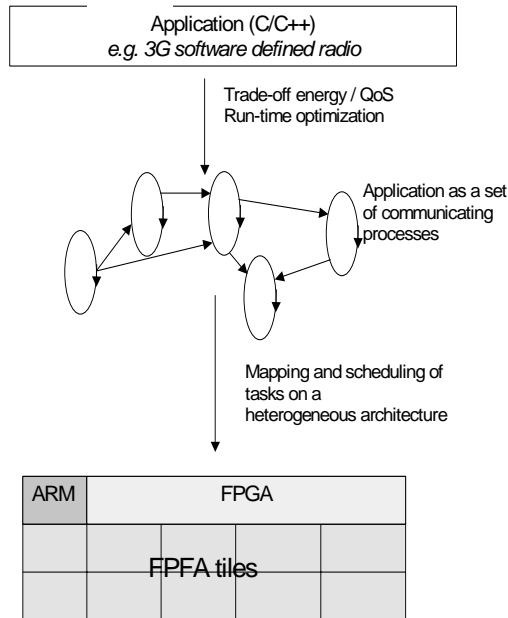 Application (C/C++)
e.g. 3G software defined radio
Trade-off energy / QoS
Run-time optimization
Application as a set
of communicating
processes
Mapping and scheduling of
tasks on a
heterogeneous architecture
ARM
FPGA
FPFA tiles